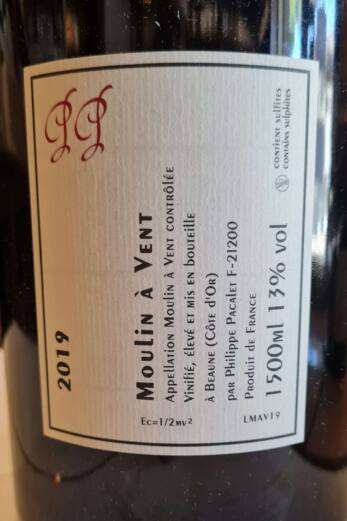 PP
2019
Moulin à Vent
Appellation Moulin à Vent contrôlée
Vinifié, élevé et mis en bouteille
à Beaune (Côte d'Or)
par Philippe Pacalet F-21200
Produit de France
1500ml 13% vol
Ec=1/2mv²
LMAV19
contient sulfites
contains sulphites